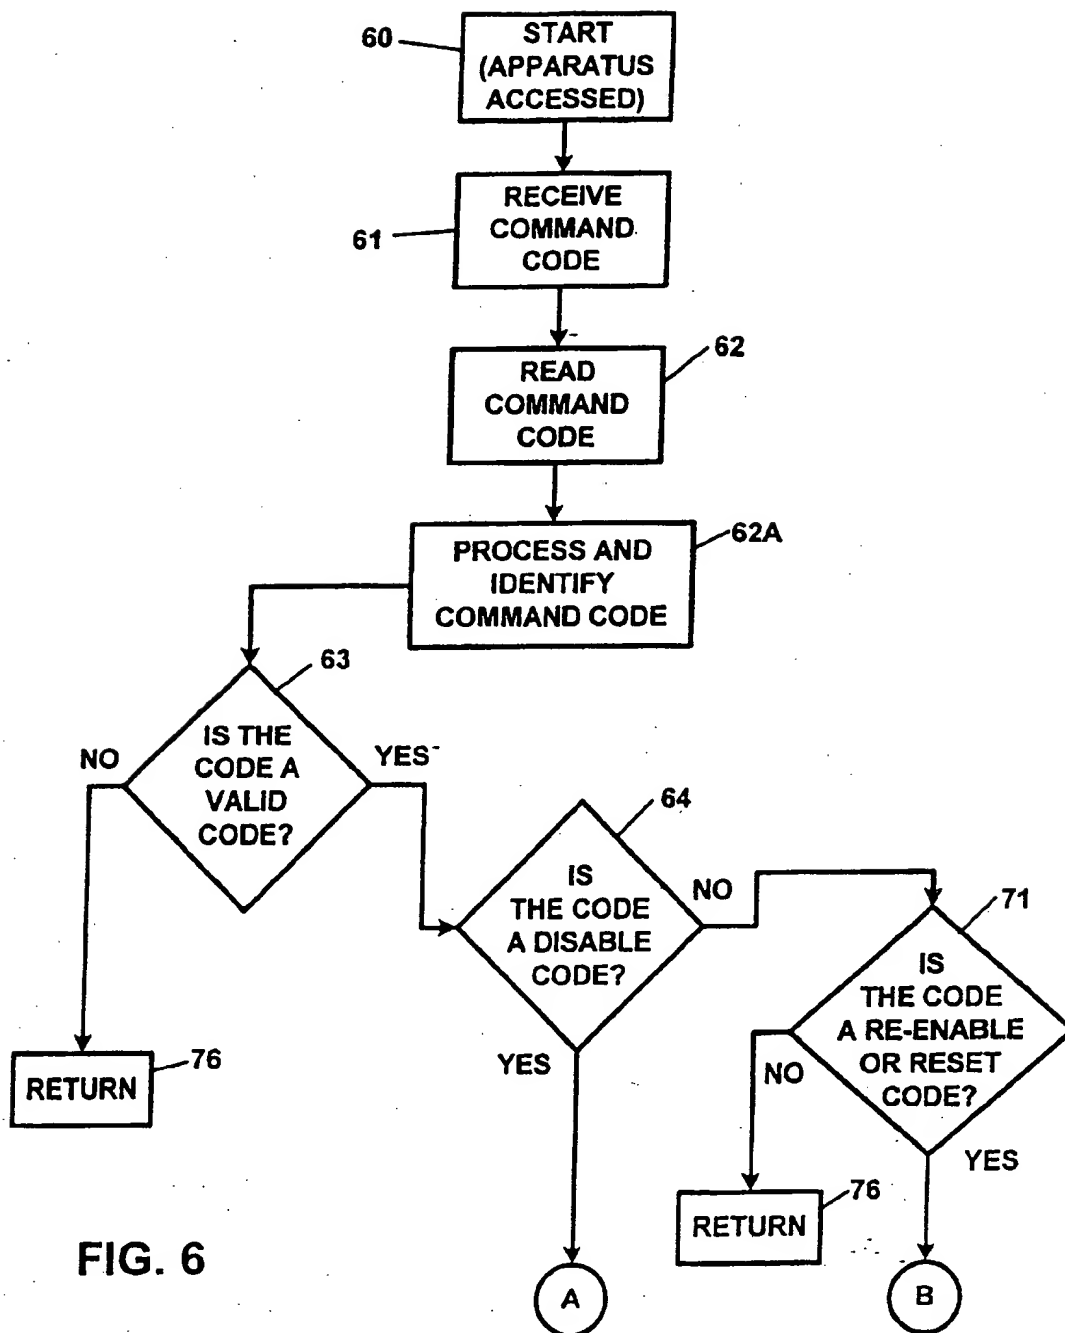 60
START
(APPARATUS
ACCESSED)
61
RECEIVE
COMMAND
CODE
62
READ
COMMAND
CODE
62A
PROCESS AND
IDENTIFY
COMMAND CODE
63
IS THE
CODE A
VALID
CODE?
NO
YES
64
IS
THE CODE
A DISABLE
CODE?
NO
YES
71
IS
THE CODE
A RE-ENABLE
OR RESET
CODE?
NO
YES
76
RETURN
76
RETURN
A
B
FIG. 6